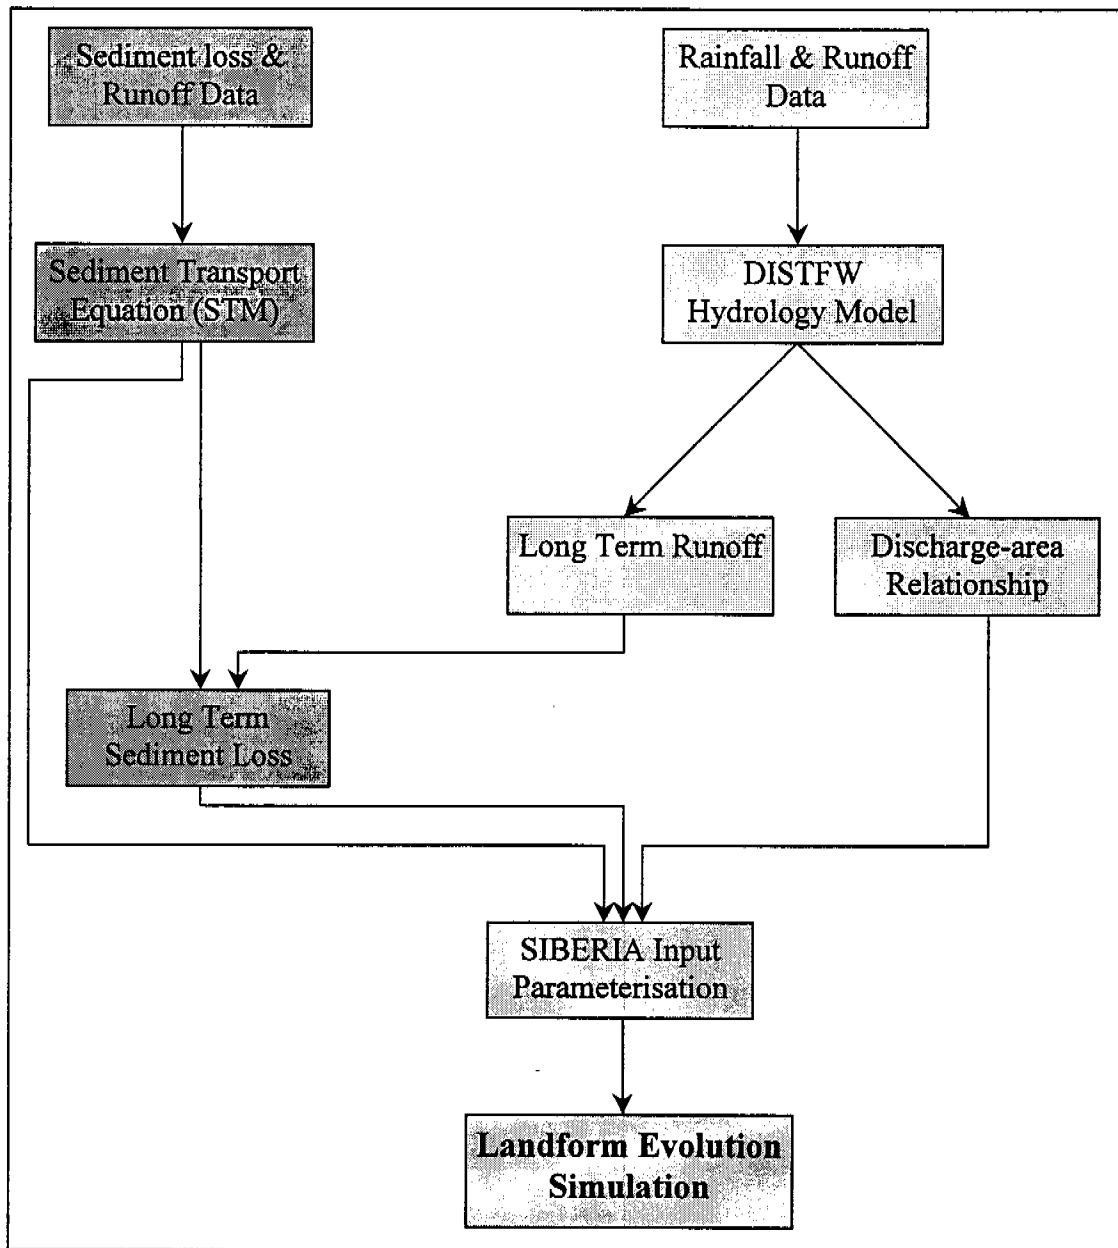 Sediment loss &
Runoff Data
Rainfall & Runoff
Data
Sediment Transport
Equation (STM)
DISTFW
Hydrology Model
Long Term Runoff
Discharge-area
Relationship
Long Term
Sediment Loss
SIBERIA Input
Parameterisation
Landform Evolution
Simulation